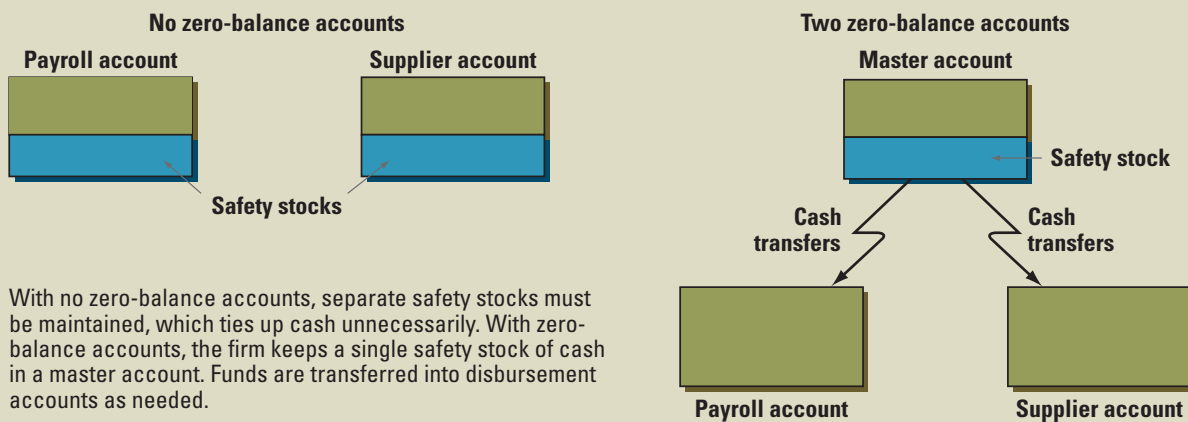 No zero-balance accounts
Payroll account
Supplier account
Safety stocks
With no zero-balance accounts, separate safety stocks must
be maintained, which ties up cash unnecessarily. With zero-
balance accounts, the firm keeps a single safety stock of cash
in a master account. Funds are transferred into disbursement
accounts as needed.
Two zero-balance accounts
Master account
Safety stock
Cash
transfers
Cash
transfers
Payroll account
Supplier account